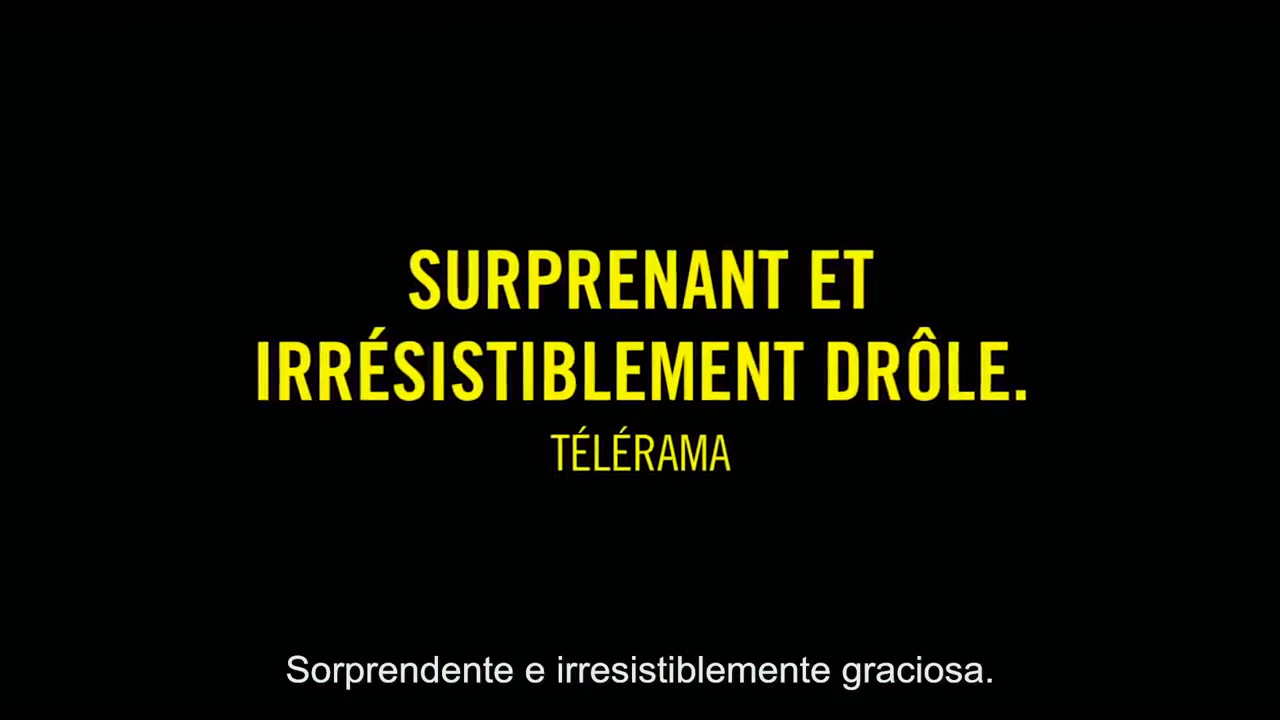 SURPRENANT ET
IRRÉSISTIBLEMENT DRÔLE.
TÉLÉRAMA
Sorprendente e irresistiblemente graciosa.